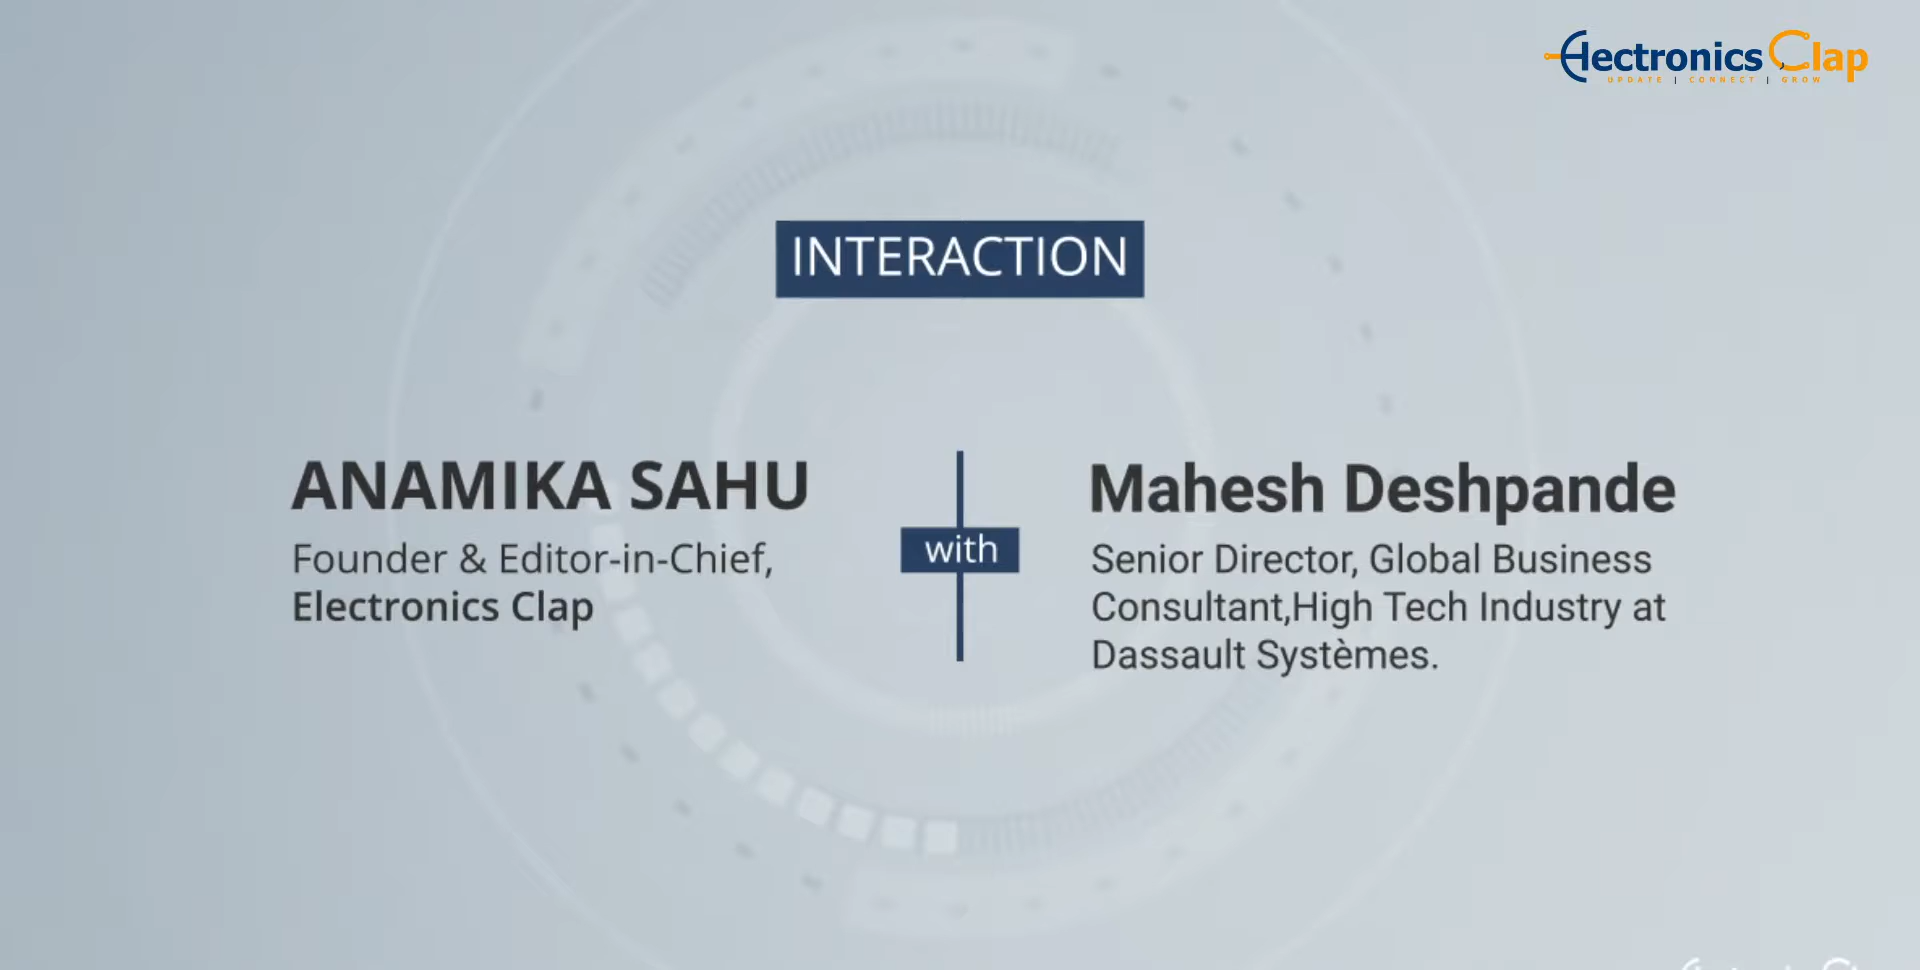 Electronics Clap
UPDATE | CONNECT | GROW
INTERACTION
ANAMIKA SAHU
Founder & Editor-in-Chief,
Electronics Clap
with
Mahesh Deshpande
Senior Director, Global Business
Consultant,High Tech Industry at
Dassault Systèmes.